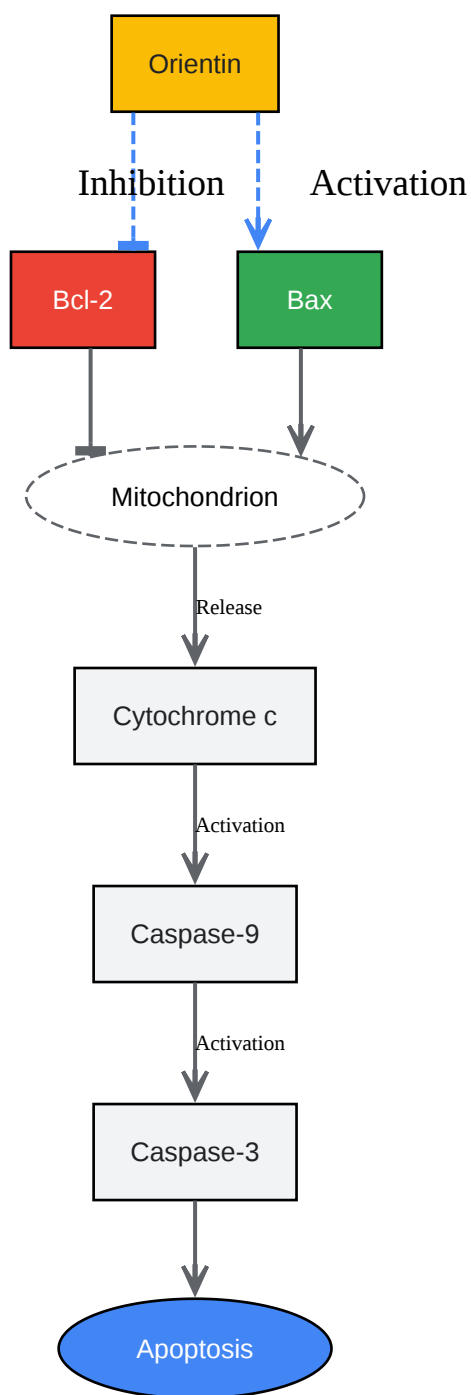 Orientin
Inhibition
Activation
Bcl-2
Bax
Mitochondrion
Release
Cytochrome c
Activation
Caspase-9
Activation
Caspase-3
Apoptosis